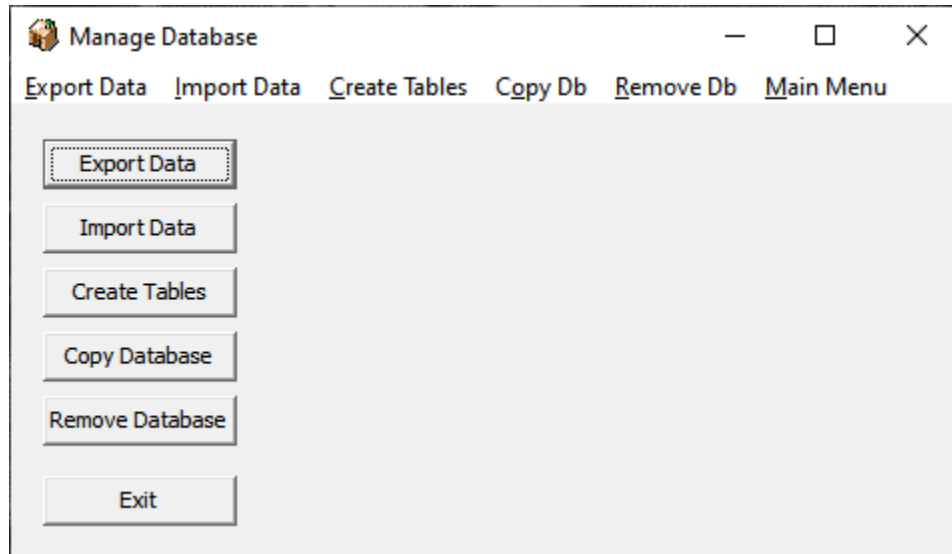 Manage Database
Export Data Import Data Create Tables Copy Db Remove Db Main Menu
Export Data
Import Data
Create Tables
Copy Database
Remove Database
Exit